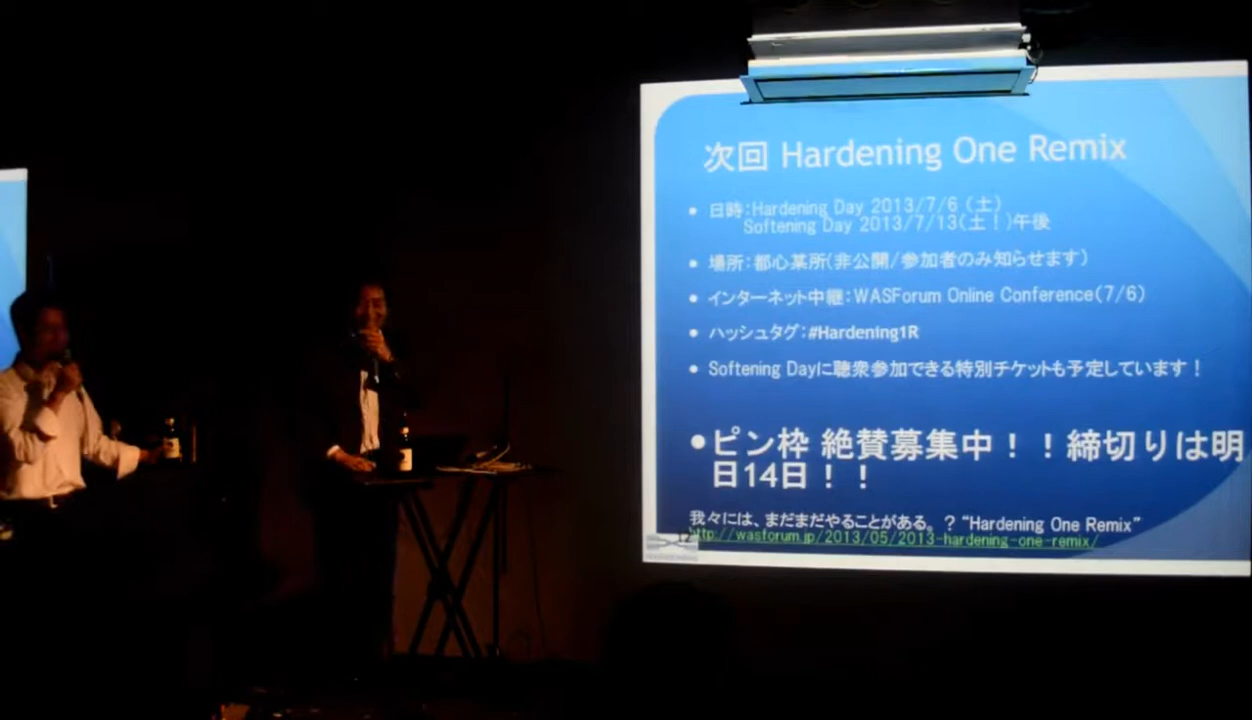 次回 Hardening One Remix
• 日時：Hardening Day 2013/7/6（土）
Softening Day 2013/7/13(土！)午後
• 場所：都心某所(非公開/参加者のみ知らせます)
• インターネット中継：WASForum Online Conference(7/6)
• ハッシュタグ：#Hardening1R
• Softening Dayに聴衆参加できる特別チケットも予定しています！
•ピン枠 絶賛募集中！！締切りは明
日14日！！
我々には、まだまだやることがある。？“Hardening One Remix”
http://wasforum.jp/2013/05/2013-hardening-one-remix/